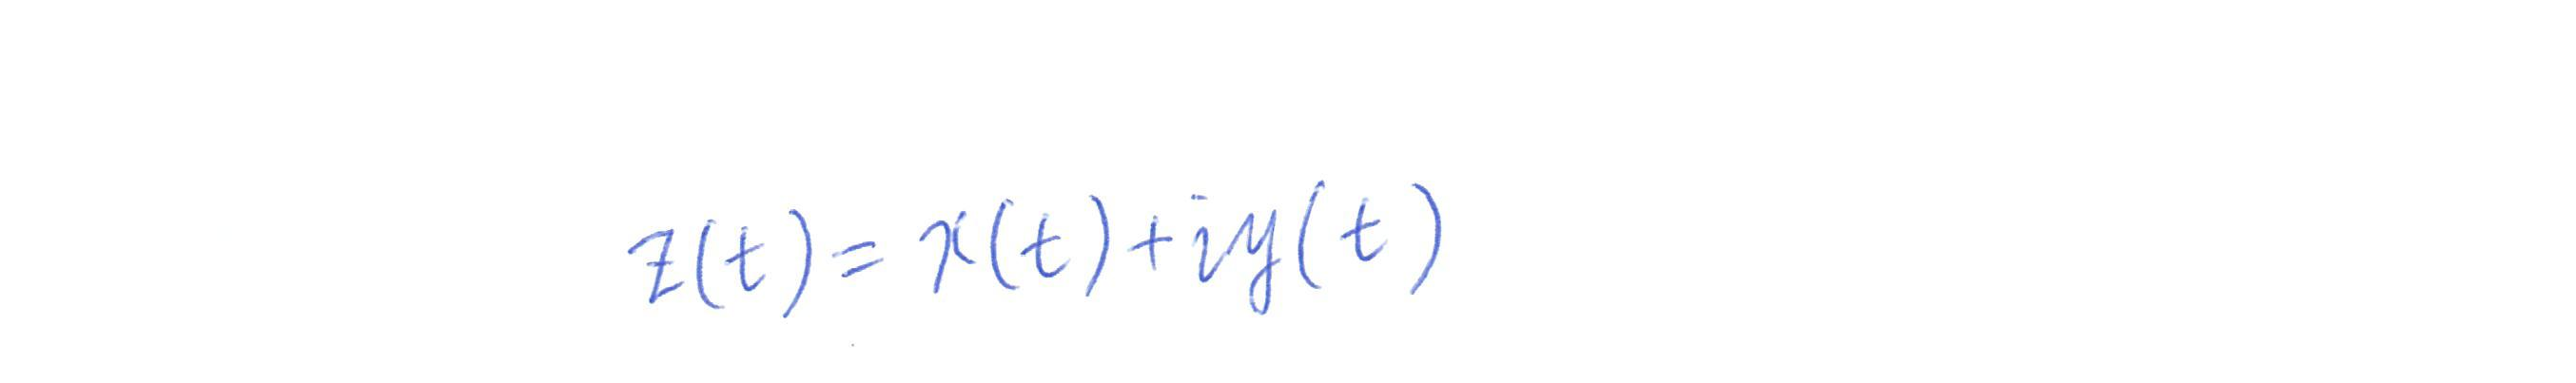 z(t) = x(t) + iy(t)